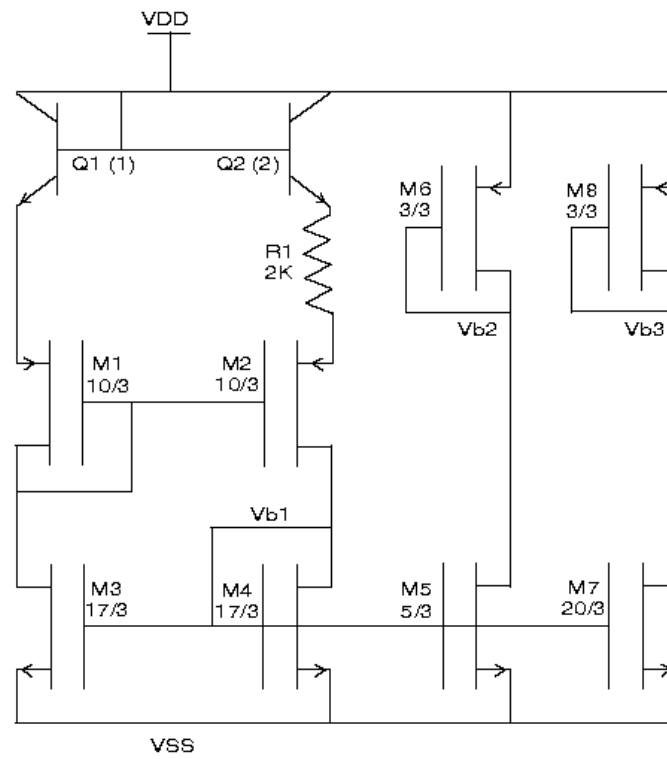 VDD
Q1 (1)
Q2 (2)
M6
3/3
M8
3/3
R1
2K
Vb2
Vb3
M1
10/3
M2
10/3
Vb1
M3
17/3
M4
17/3
M5
5/3
M7
20/3
VSS